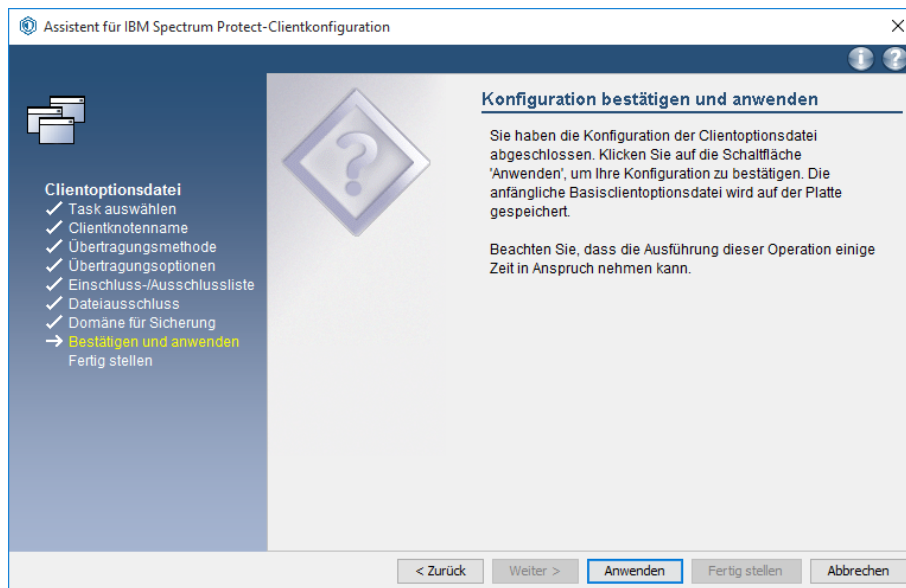 Assistent für IBM Spectrum Protect-Clientkonfiguration
Clientoptionsdatei
Task auswählen
Clientknotenname
Übertragungsmethode
Übertragungsoptionen
Einschluss-/Ausschlussliste
Dateiausschluss
Domäne für Sicherung
Bestätigen und anwenden
Fertig stellen
Konfiguration bestätigen und anwenden
Sie haben die Konfiguration der Clientoptionsdatei
abgeschlossen. Klicken Sie auf die Schaltfläche
'Anwenden', um Ihre Konfiguration zu bestätigen. Die
anfängliche Basisclientoptionsdatei wird auf der Platte
gespeichert.
Beachten Sie, dass die Ausführung dieser Operation einige
Zeit in Anspruch nehmen kann.
< Zurück
Weiter >
Anwenden
Fertig stellen
Abbrechen